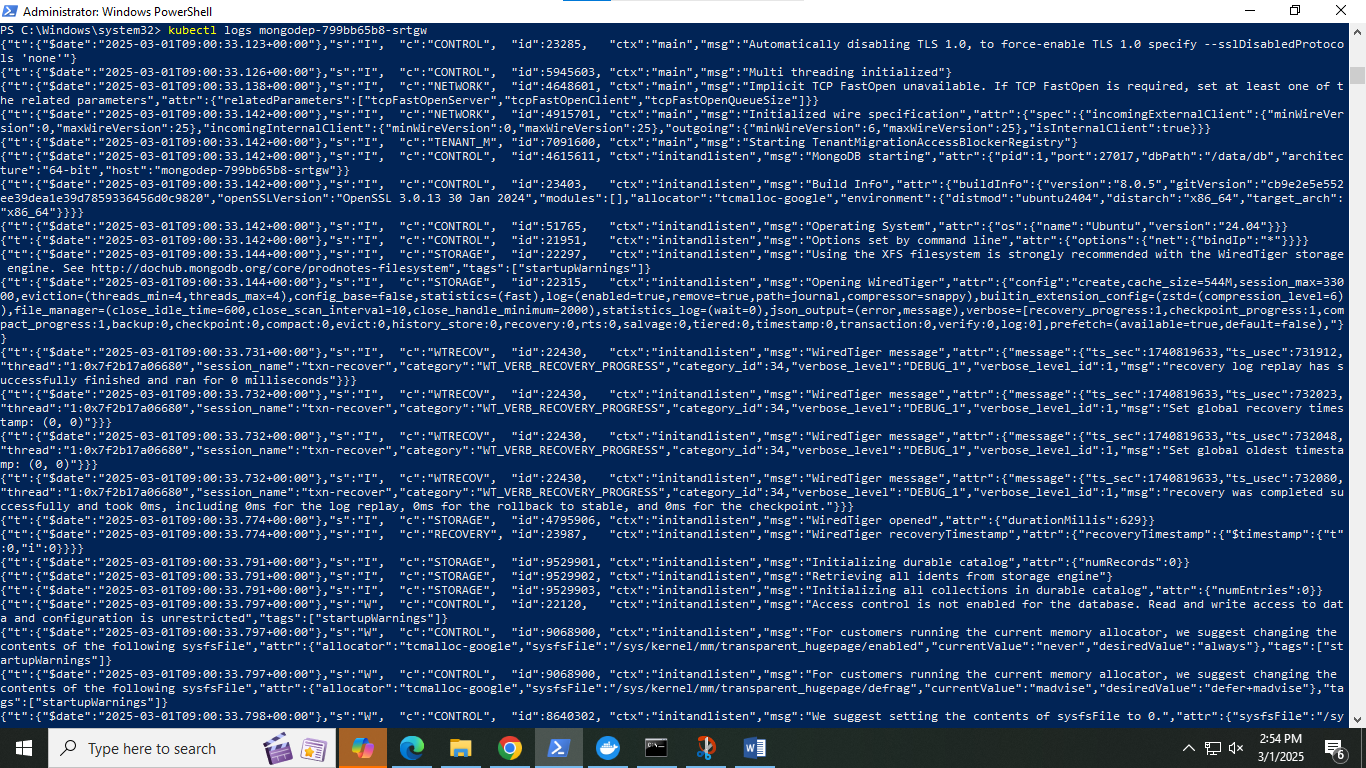 Administrator: Windows PowerShell
PS C:\Windows\system32> kubectl logs mongodep-799bb65b8-srtgw
{"t":{"$date":"2025-03-01T09:00:33.123+00:00"},"s":"I",  "c":"CONTROL",  "id":23285,   "ctx":"main","msg":"Automatically disabling TLS 1.0, to force-enable TLS 1.0 specify --sslDisabledProtoco
ls 'none'"}
{"t":{"$date":"2025-03-01T09:00:33.126+00:00"},"s":"I",  "c":"CONTROL",  "id":5945603, "ctx":"main","msg":"Multi threading initialized"}
{"t":{"$date":"2025-03-01T09:00:33.138+00:00"},"s":"I",  "c":"NETWORK",  "id":4648601, "ctx":"main","msg":"Implicit TCP FastOpen unavailable. If TCP FastOpen is required, set at least one of t
he related parameters","attr":{"relatedParameters":["tcpFastOpenServer","tcpFastOpenClient","tcpFastOpenQueueSize"]}}
{"t":{"$date":"2025-03-01T09:00:33.142+00:00"},"s":"I",  "c":"NETWORK",  "id":4915701, "ctx":"main","msg":"Initialized wire specification","attr":{"spec":{"incomingExternalClient":{"minWireVer
sion":0,"maxWireVersion":25},"incomingInternalClient":{"minWireVersion":0,"maxWireVersion":25},"outgoing":{"minWireVersion":6,"maxWireVersion":25},"isInternalClient":true}}}
{"t":{"$date":"2025-03-01T09:00:33.142+00:00"},"s":"I",  "c":"TENANT_M", "id":7091600, "ctx":"main","msg":"Starting TenantMigrationAccessBlockerRegistry"}
{"t":{"$date":"2025-03-01T09:00:33.142+00:00"},"s":"I",  "c":"CONTROL",  "id":4615611, "ctx":"initandlisten","msg":"MongoDB starting","attr":{"pid":1,"port":27017,"dbPath":"/data/db","architec
ture":"64-bit","host":"mongodep-799bb65b8-srtgw"}}
{"t":{"$date":"2025-03-01T09:00:33.142+00:00"},"s":"I",  "c":"CONTROL",  "id":23403,   "ctx":"initandlisten","msg":"Build Info","attr":{"buildInfo":{"version":"8.0.5","gitVersion":"cb9e2e5e552
ee39dea1e39d7859336456d0c9820","openSSLVersion":"OpenSSL 3.0.13 30 Jan 2024","modules":[],"allocator":"tcmalloc-google","environment":{"distmod":"ubuntu2404","distarch":"x86_64","target_arch":
"x86_64"}}}}
{"t":{"$date":"2025-03-01T09:00:33.142+00:00"},"s":"I",  "c":"CONTROL",  "id":51765,   "ctx":"initandlisten","msg":"Operating System","attr":{"os":{"name":"Ubuntu","version":"24.04"}}}
{"t":{"$date":"2025-03-01T09:00:33.142+00:00"},"s":"I",  "c":"CONTROL",  "id":21951,   "ctx":"initandlisten","msg":"Options set by command line","attr":{"options":{"net":{"bindIp":"*"}}}}
{"t":{"$date":"2025-03-01T09:00:33.144+00:00"},"s":"I",  "c":"STORAGE",  "id":22297,   "ctx":"initandlisten","msg":"Using the XFS filesystem is strongly recommended with the WiredTiger storage
 engine. See http://dochub.mongodb.org/core/prodnotes-filesystem","tags":["startupWarnings"]}
{"t":{"$date":"2025-03-01T09:00:33.144+00:00"},"s":"I",  "c":"STORAGE",  "id":22315,   "ctx":"initandlisten","msg":"Opening WiredTiger","attr":{"config":"create,cache_size=544M,session_max=330
00,eviction=(threads_min=4,threads_max=4),config_base=false,statistics=(fast),log=(enabled=true,remove=true,path=journal,compressor=snappy),builtin_extension_config=(zstd=(compression_level=6)
),file_manager=(close_idle_time=600,close_scan_interval=10,close_handle_minimum=2000),statistics_log=(wait=0),json_output=(error,message),verbose=[recovery_progress:1,checkpoint_progress:1,com
pact_progress:1,backup:0,checkpoint:0,compact:0,evict:0,history_store:0,recovery:0,rts:0,salvage:0,tiered:0,timestamp:0,transaction:0,verify:0,log:0],prefetch=(available=true,default=false),"}
}
{"t":{"$date":"2025-03-01T09:00:33.731+00:00"},"s":"I",  "c":"WTRECOV",  "id":22430,   "ctx":"initandlisten","msg":"WiredTiger message","attr":{"message":{"ts_sec":1740819633,"ts_usec":731912,
"thread":"1:0x7f2b17a06680","session_name":"txn-recover","category":"WT_VERB_RECOVERY_PROGRESS","category_id":34,"verbose_level":"DEBUG_1","verbose_level_id":1,"msg":"recovery log replay has s
uccessfully finished and ran for 0 milliseconds"}}}
{"t":{"$date":"2025-03-01T09:00:33.732+00:00"},"s":"I",  "c":"WTRECOV",  "id":22430,   "ctx":"initandlisten","msg":"WiredTiger message","attr":{"message":{"ts_sec":1740819633,"ts_usec":732023,
"thread":"1:0x7f2b17a06680","session_name":"txn-recover","category":"WT_VERB_RECOVERY_PROGRESS","category_id":34,"verbose_level":"DEBUG_1","verbose_level_id":1,"msg":"Set global recovery times
tamp: (0, 0)"}}}
{"t":{"$date":"2025-03-01T09:00:33.732+00:00"},"s":"I",  "c":"WTRECOV",  "id":22430,   "ctx":"initandlisten","msg":"WiredTiger message","attr":{"message":{"ts_sec":1740819633,"ts_usec":732048,
"thread":"1:0x7f2b17a06680","session_name":"txn-recover","category":"WT_VERB_RECOVERY_PROGRESS","category_id":34,"verbose_level":"DEBUG_1","verbose_level_id":1,"msg":"Set global oldest timesta
mp: (0, 0)"}}}
{"t":{"$date":"2025-03-01T09:00:33.732+00:00"},"s":"I",  "c":"WTRECOV",  "id":22430,   "ctx":"initandlisten","msg":"WiredTiger message","attr":{"message":{"ts_sec":1740819633,"ts_usec":732080,
"thread":"1:0x7f2b17a06680","session_name":"txn-recover","category":"WT_VERB_RECOVERY_PROGRESS","category_id":34,"verbose_level":"DEBUG_1","verbose_level_id":1,"msg":"recovery was completed su
ccessfully and took 0ms, including 0ms for the log replay, 0ms for the rollback to stable, and 0ms for the checkpoint."}}}
{"t":{"$date":"2025-03-01T09:00:33.774+00:00"},"s":"I",  "c":"STORAGE",  "id":4795906, "ctx":"initandlisten","msg":"WiredTiger opened","attr":{"durationMillis":629}}
{"t":{"$date":"2025-03-01T09:00:33.774+00:00"},"s":"I",  "c":"RECOVERY", "id":23987,   "ctx":"initandlisten","msg":"WiredTiger recoveryTimestamp","attr":{"recoveryTimestamp":{"$timestamp":{"t"
:0,"i":0}}}}
{"t":{"$date":"2025-03-01T09:00:33.791+00:00"},"s":"I",  "c":"STORAGE",  "id":9529901, "ctx":"initandlisten","msg":"Initializing durable catalog","attr":{"numRecords":0}}
{"t":{"$date":"2025-03-01T09:00:33.791+00:00"},"s":"I",  "c":"STORAGE",  "id":9529902, "ctx":"initandlisten","msg":"Retrieving all idents from storage engine"}
{"t":{"$date":"2025-03-01T09:00:33.791+00:00"},"s":"I",  "c":"STORAGE",  "id":9529903, "ctx":"initandlisten","msg":"Initializing all collections in durable catalog","attr":{"numEntries":0}}
{"t":{"$date":"2025-03-01T09:00:33.797+00:00"},"s":"W",  "c":"CONTROL",  "id":22120,   "ctx":"initandlisten","msg":"Access control is not enabled for the database. Read and write access to dat
a and configuration is unrestricted","tags":["startupWarnings"]}
{"t":{"$date":"2025-03-01T09:00:33.797+00:00"},"s":"W",  "c":"CONTROL",  "id":9068900, "ctx":"initandlisten","msg":"For customers running the current memory allocator, we suggest changing the 
contents of the following sysfsFile","attr":{"allocator":"tcmalloc-google","sysfsFile":"/sys/kernel/mm/transparent_hugepage/enabled","currentValue":"never","desiredValue":"always"},"tags":["st
artupWarnings"]}
{"t":{"$date":"2025-03-01T09:00:33.797+00:00"},"s":"W",  "c":"CONTROL",  "id":9068900, "ctx":"initandlisten","msg":"For customers running the current memory allocator, we suggest changing the 
contents of the following sysfsFile","attr":{"allocator":"tcmalloc-google","sysfsFile":"/sys/kernel/mm/transparent_hugepage/defrag","currentValue":"madvise","desiredValue":"defer+madvise"},"ta
gs":["startupWarnings"]}
{"t":{"$date":"2025-03-01T09:00:33.798+00:00"},"s":"W",  "c":"CONTROL",  "id":8640302, "ctx":"initandlisten","msg":"We suggest setting the contents of sysfsFile to 0.","attr":{"sysfsFile":"/sy
Type here to search
2:54 PM
3/1/2025
6